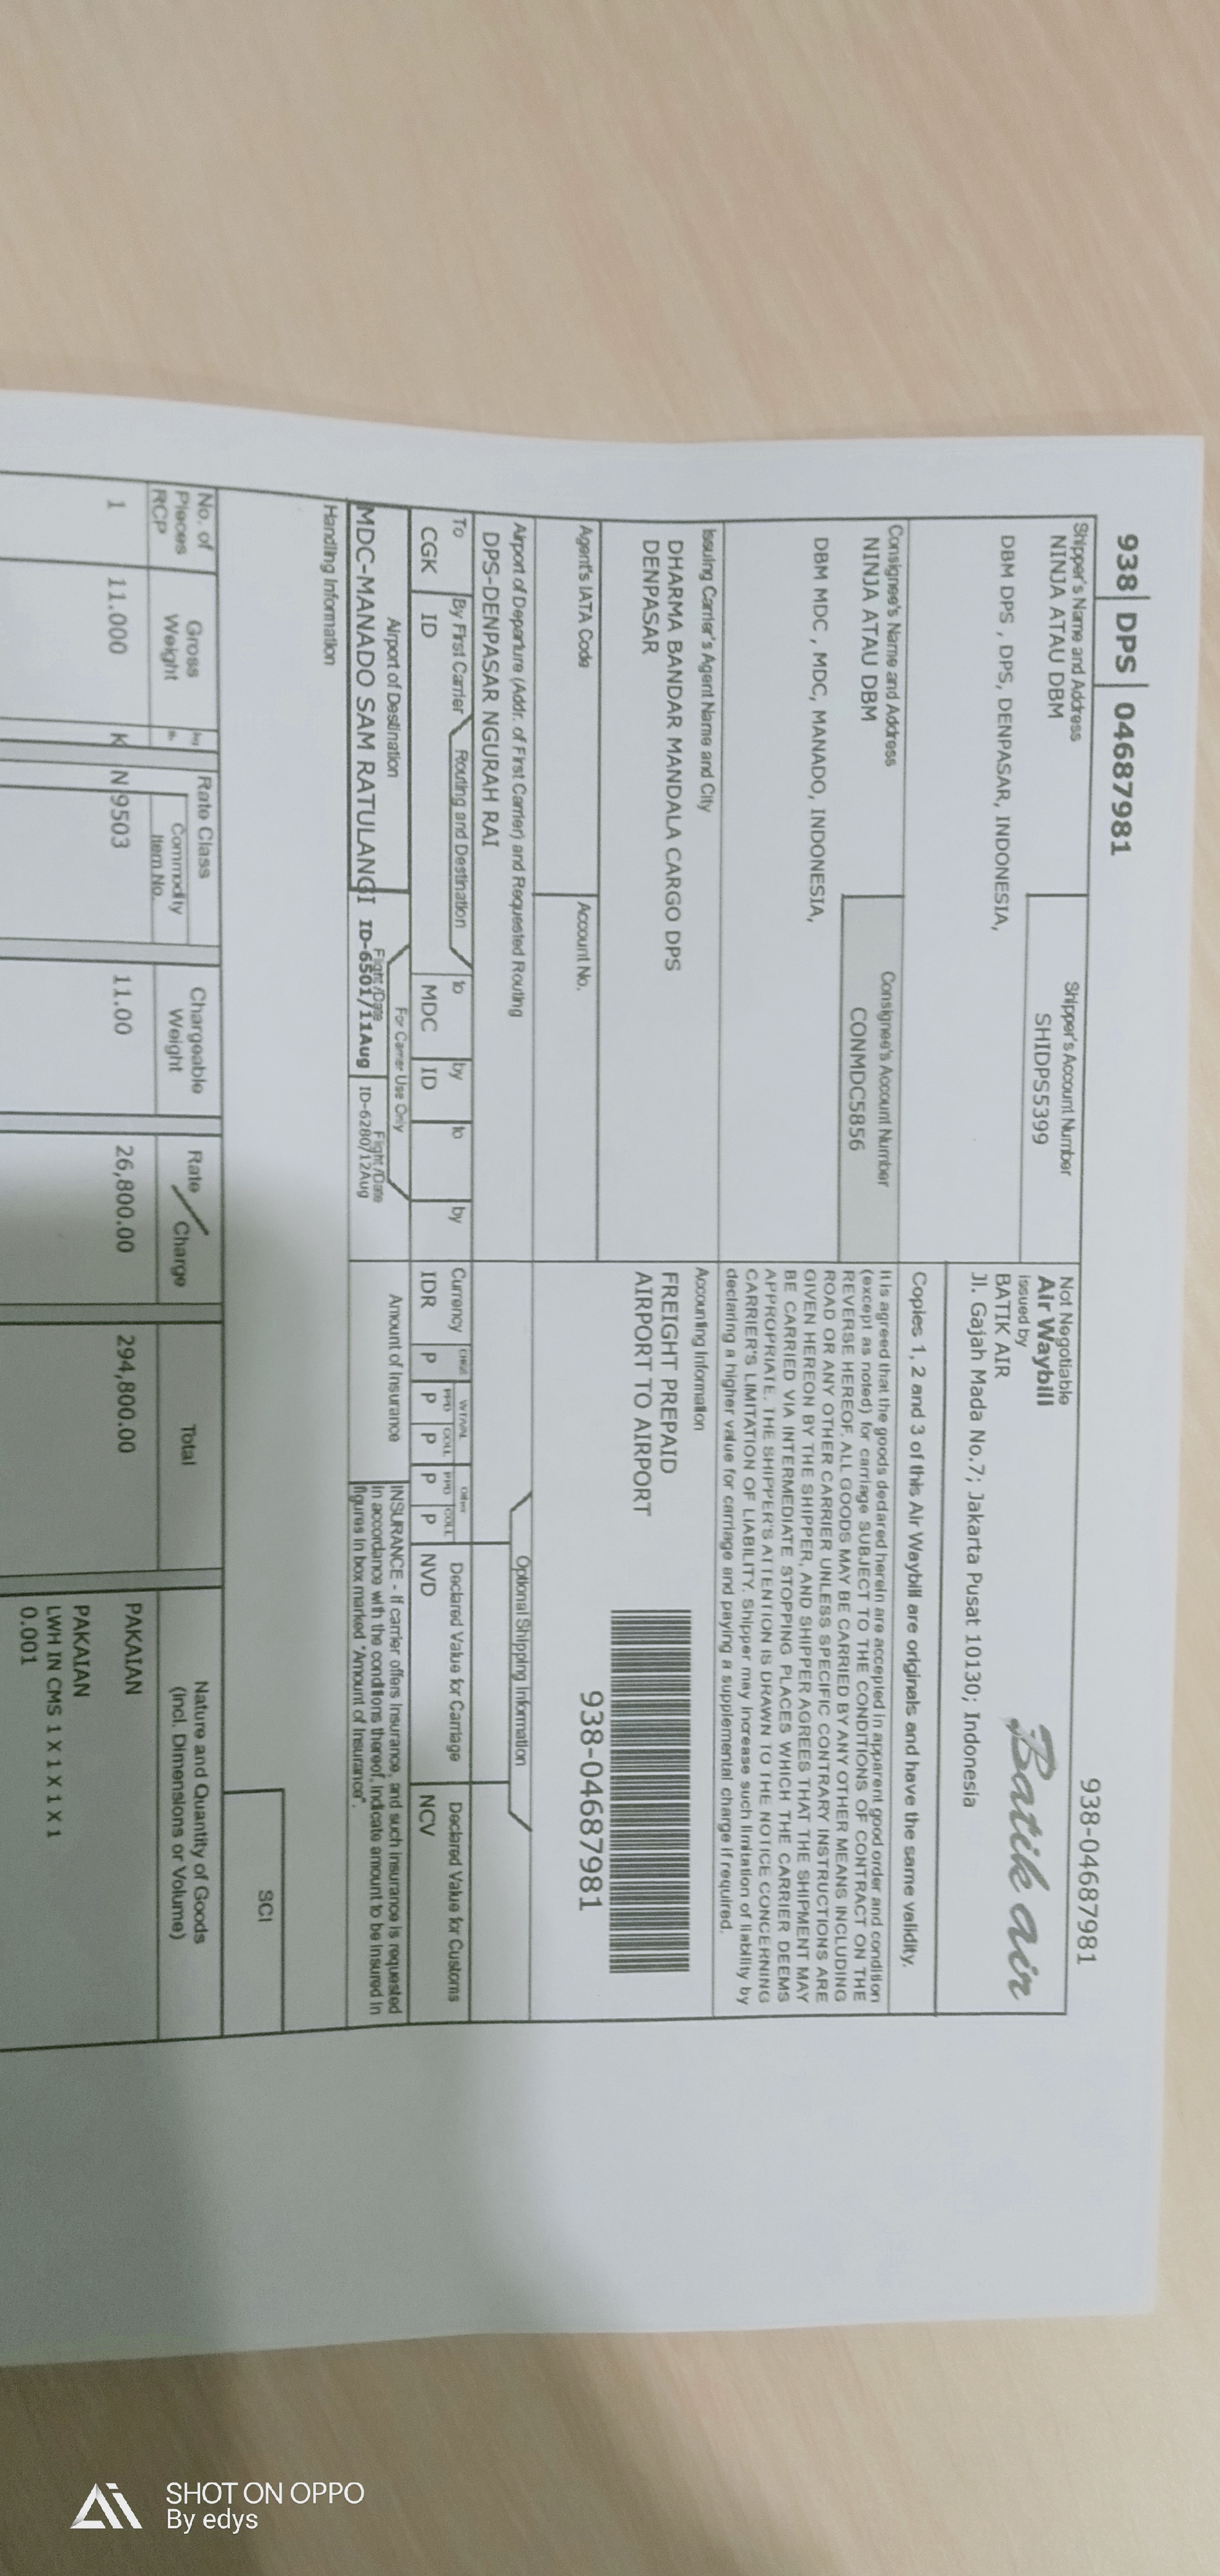 938 | DPS | 04687981
938-04687981
Shipper's Name and Address
NINJA ATAU DBM
Shipper's Account Number
SHIDPS5399
DBM DPS , DPS, DENPASAR, INDONESIA,
Not Negotiable
Air Waybill
issued by
BATIK AIR
Jl. Gajah Mada No.7; Jakarta Pusat 10130; Indonesia
Batik air
Copies 1, 2 and 3 of this Air Waybill are originals and have the same validity.
Consignee's Name and Address
NINJA ATAU DBM
Consignee's Account Number
CONMDC5856
DBM MDC , MDC, MANADO, INDONESIA,
It is agreed that the goods declared herein are accepted in apparent good order and condition
(except as noted) for carriage SUBJECT TO THE CONDITIONS OF CONTRACT ON THE
REVERSE HEREOF. ALL GOODS MAY BE CARRIED BY ANY OTHER MEANS INCLUDING
ROAD OR ANY OTHER CARRIER UNLESS SPECIFIC CONTRARY INSTRUCTIONS ARE
GIVEN HEREON BY THE SHIPPER, AND SHIPPER AGREES THAT THE SHIPMENT MAY
BE CARRIED VIA INTERMEDIATE STOPPING PLACES WHICH THE CARRIER DEEMS
APPROPRIATE. THE SHIPPER'S ATTENTION IS DRAWN TO THE NOTICE CONCERNING
CARRIER'S LIMITATION OF LIABILITY. Shipper may increase such limitation of liability by
declaring a higher value for carriage and paying a supplemental charge if required.
Issuing Carrier's Agent Name and City
DHARMA BANDAR MANDALA CARGO DPS
DENPASAR
Accounting Information
FREIGHT PREPAID
AIRPORT TO AIRPORT
938-04687981
Agent's IATA Code
Account No.
Airport of Departure (Addr. of First Carrier) and Requested Routing
DPS-DENPASAR NGURAH RAI
Optional Shipping Information
To
By First Carrier
Routing and Destination
to
by
to
by
Currency
CHGS
WT/VAL
Other
PPD
COLL
PPD
COLL
Declared Value for Carriage
Declared Value for Customs
CGK
ID
MDC
ID
IDR
P
P
P
P
P
NVD
NCV
Airport of Destination
For Carrier Use Only
Flight/Date
Flight/Date
MDC-MANADO SAM RATULANGI
ID-6501/11Aug
ID-6280/12Aug
Amount of Insurance
INSURANCE - If carrier offers Insurance, and such insurance is requested
in accordance with the conditions thereof, indicate amount to be insured in
figures in box marked "Amount of Insurance".
Handling Information
SCI
No. of
Pieces
RCP
Gross
Weight
kg
lb.
Rate Class
Commodity
Item No.
Chargeable
Weight
Rate
Charge
Total
Nature and Quantity of Goods
(incl. Dimensions or Volume)
1
11.000
K
N
9503
11.00
26,800.00
294,800.00
PAKAIAN
PAKAIAN
LWH IN CMS 1 X 1 X 1 X 1
0.001
SHOT ON OPPO
By edys